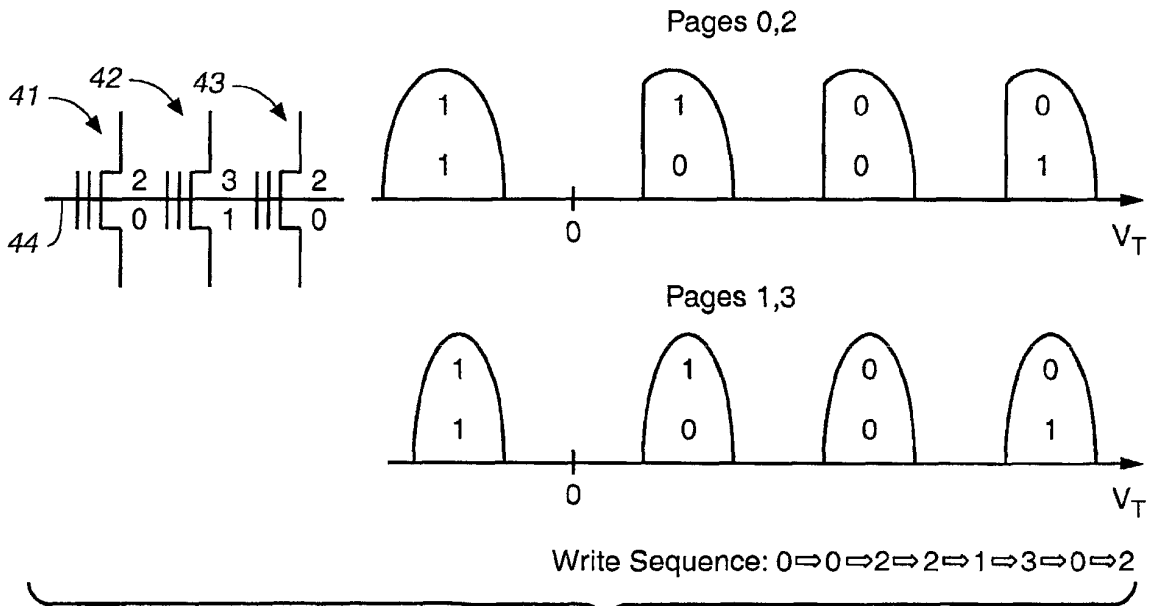 Pages 0,2
41 42 43
1 1 0 0
1 0 0 1
2 3 2
0 1 0
44
0 V_T
Pages 1,3
1 1 0 0
1 0 0 1
0 V_T
Write Sequence: 0⇨0⇨2⇨2⇨1⇨3⇨0⇨2